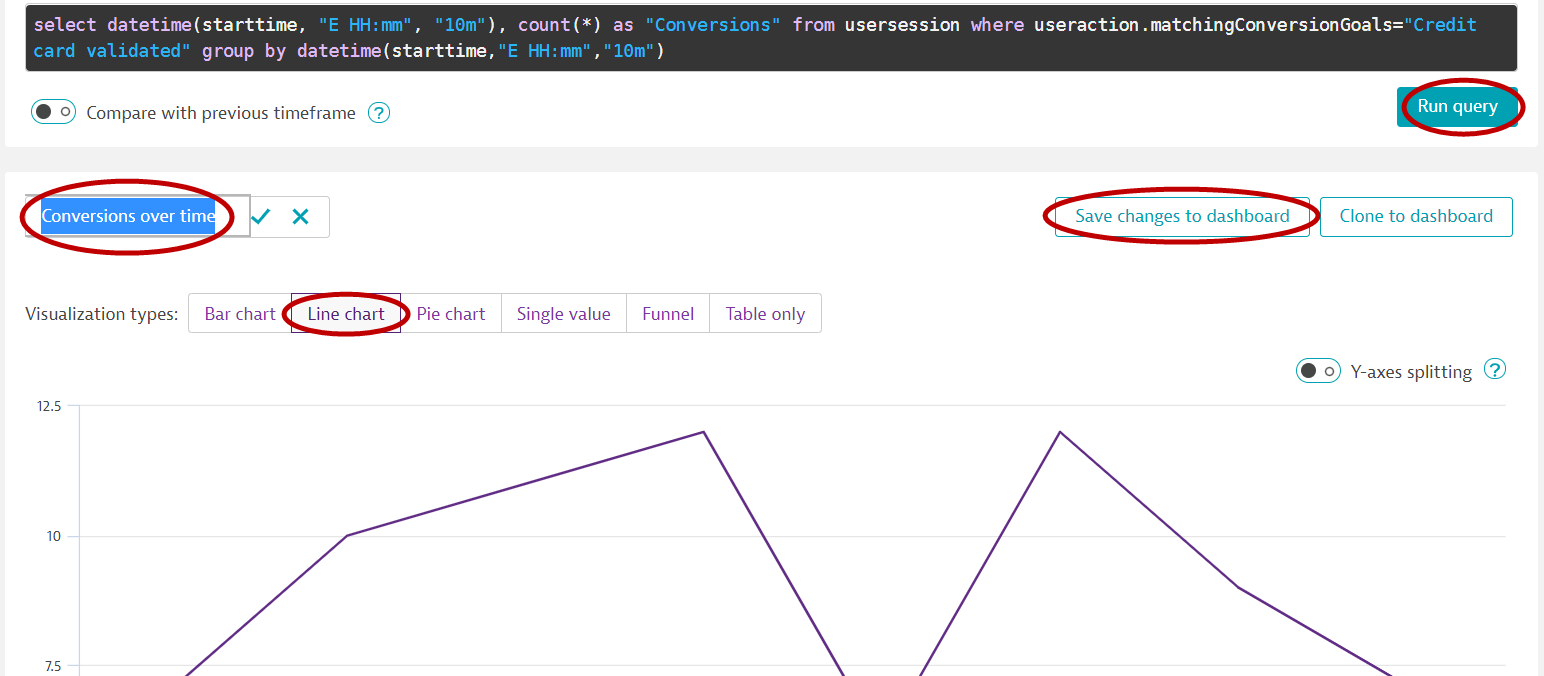 select datetime(starttime, "E HH:mm", "10m"), count(*) as "Conversions" from usersession where useraction.matchingConversionGoals="Credit
card validated" group by datetime(starttime,"E HH:mm","10m")
Compare with previous timeframe ?
Run query
Conversions over time
Save changes to dashboard
Clone to dashboard
Visualization types: Bar chart Line chart Pie chart Single value Funnel Table only
Y-axes splitting ?
12.5
10
7.5